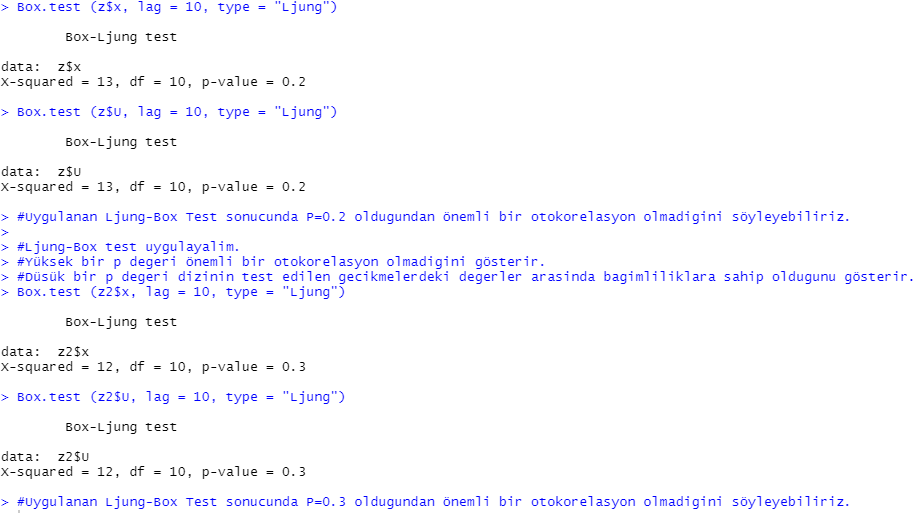 > Box.test (z$x, lag = 10, type = "Ljung")
Box-Ljung test
data:  z$x
X-squared = 13, df = 10, p-value = 0.2
> Box.test (z$U, lag = 10, type = "Ljung")
Box-Ljung test
data:  z$U
X-squared = 13, df = 10, p-value = 0.2
> #Uygulanan Ljung-Box Test sonucunda P=0.2 oldugundan önemli bir otokorelasyon olmadigini söyleyebiliriz.
>
> #Ljung-Box test uygulayalim.
> #Yüksek bir p degeri önemli bir otokorelasyon olmadigini gösterir.
> #Düsük bir p degeri dizinin test edilen gecikmelerdeki degerler arasinda bagimliliklara sahip oldugunu gösterir.
> Box.test (z2$x, lag = 10, type = "Ljung")
Box-Ljung test
data:  z2$x
X-squared = 12, df = 10, p-value = 0.3
> Box.test (z2$U, lag = 10, type = "Ljung")
Box-Ljung test
data:  z2$U
X-squared = 12, df = 10, p-value = 0.3
> #Uygulanan Ljung-Box Test sonucunda P=0.3 oldugundan önemli bir otokorelasyon olmadigini söyleyebiliriz.